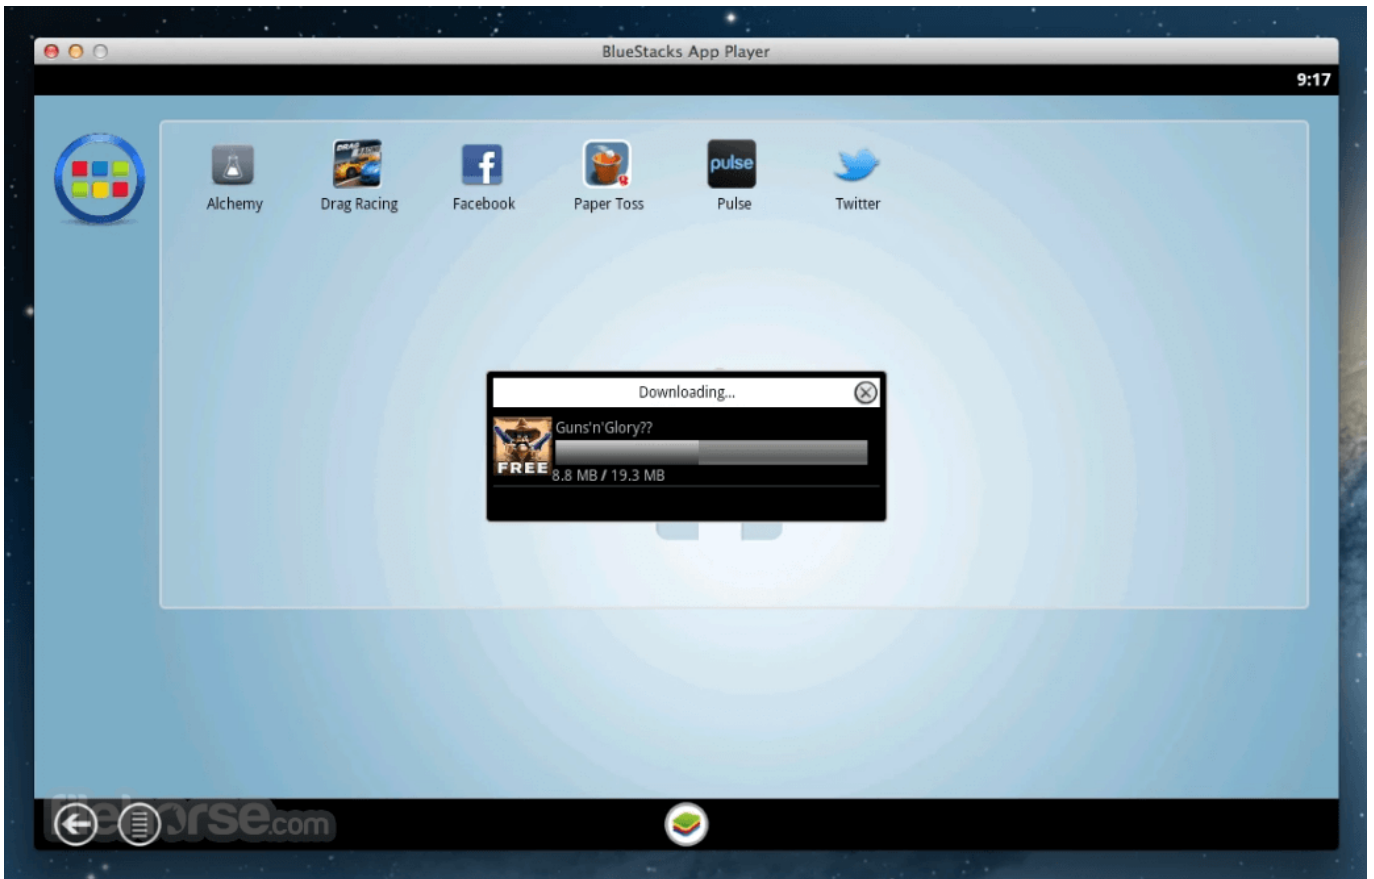 BlueStacks App Player
9:17
Alchemy
Drag Racing
Facebook
Paper Toss
pulse
Pulse
Twitter
Downloading...
Guns'n'Glory??
FREE
8.8 MB / 19.3 MB
filehorse.com